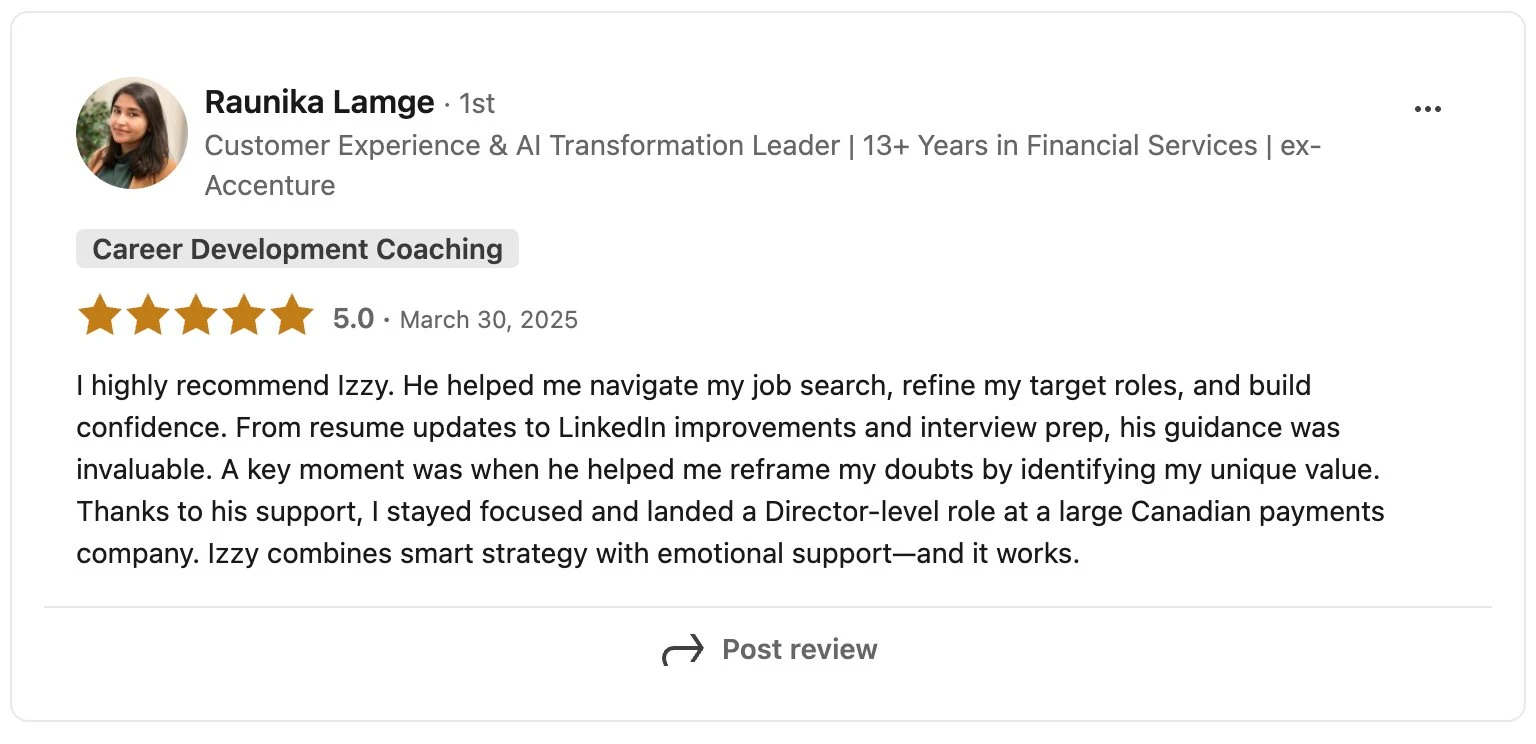 Raunika Lamge · 1st
Customer Experience & AI Transformation Leader | 13+ Years in Financial Services | ex-
Accenture
Career Development Coaching
5.0 · March 30, 2025
I highly recommend Izzy. He helped me navigate my job search, refine my target roles, and build
confidence. From resume updates to LinkedIn improvements and interview prep, his guidance was
invaluable. A key moment was when he helped me reframe my doubts by identifying my unique value.
Thanks to his support, I stayed focused and landed a Director-level role at a large Canadian payments
company. Izzy combines smart strategy with emotional support—and it works.
Post review